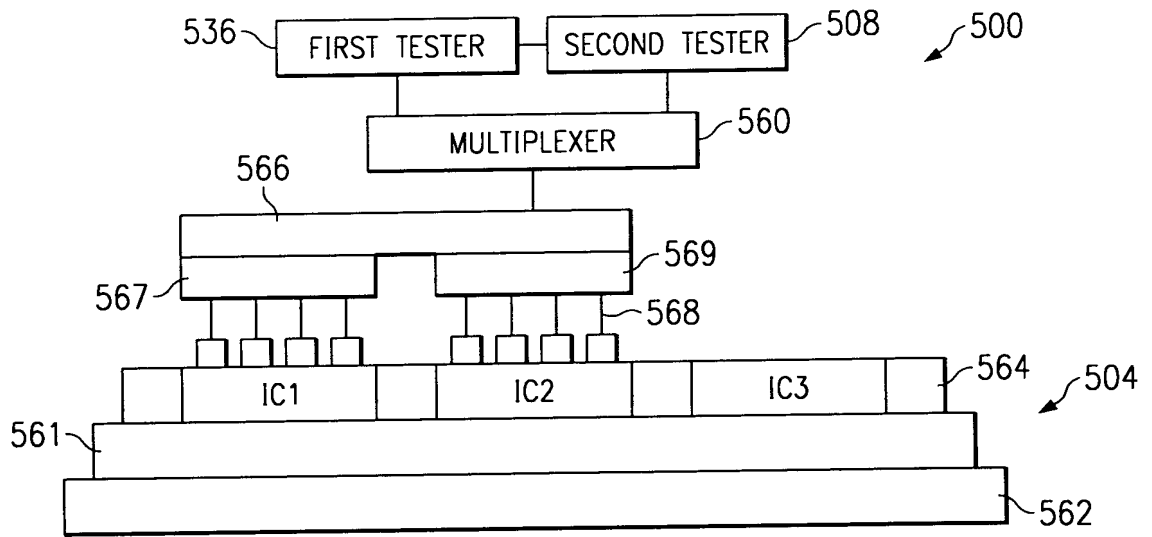 536
FIRST TESTER
SECOND TESTER
508
500
MULTIPLEXER
560
566
567
569
568
IC1
IC2
IC3
564
504
561
562